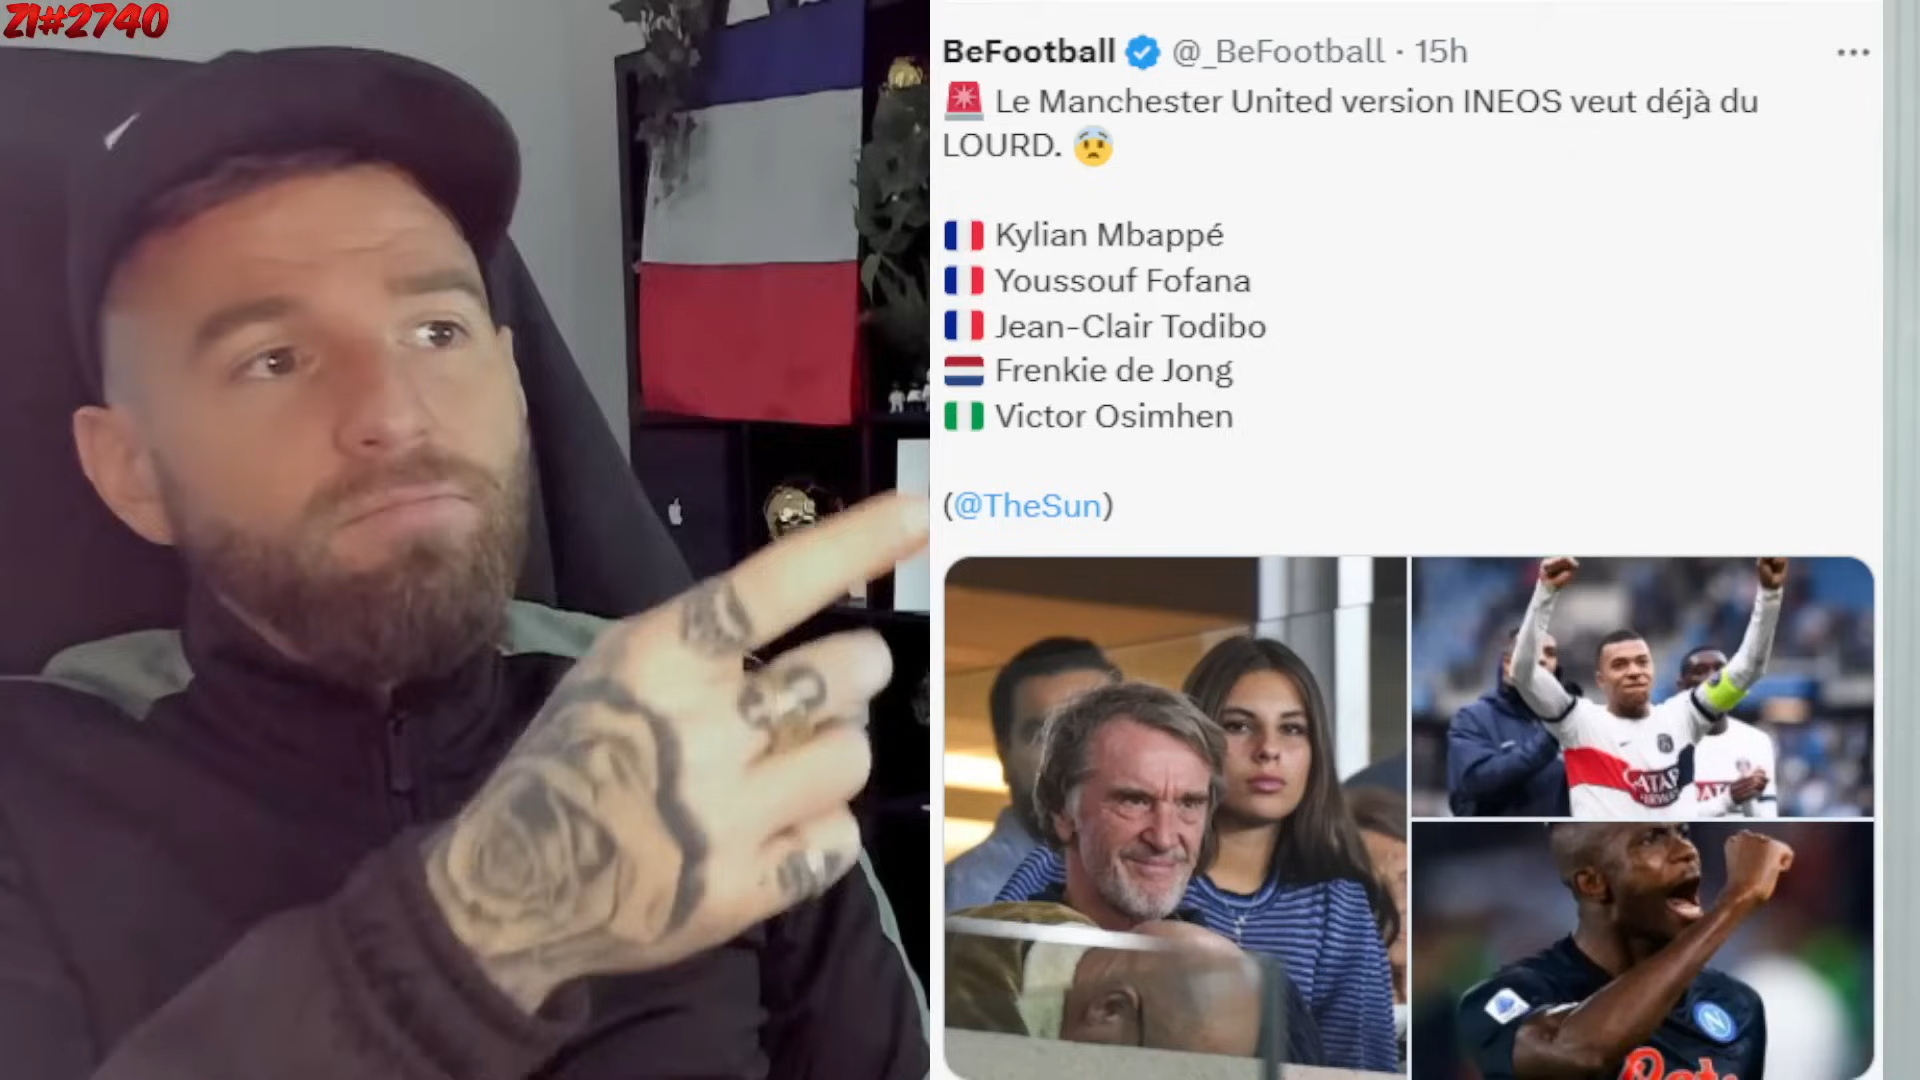 ZI#2740
BeFootball @_BeFootball · 15h
Le Manchester United version INEOS veut déjà du
LOURD.
Kylian Mbappé
Youssouf Fofana
Jean-Clair Todibo
Frenkie de Jong
Victor Osimhen
(@TheSun)